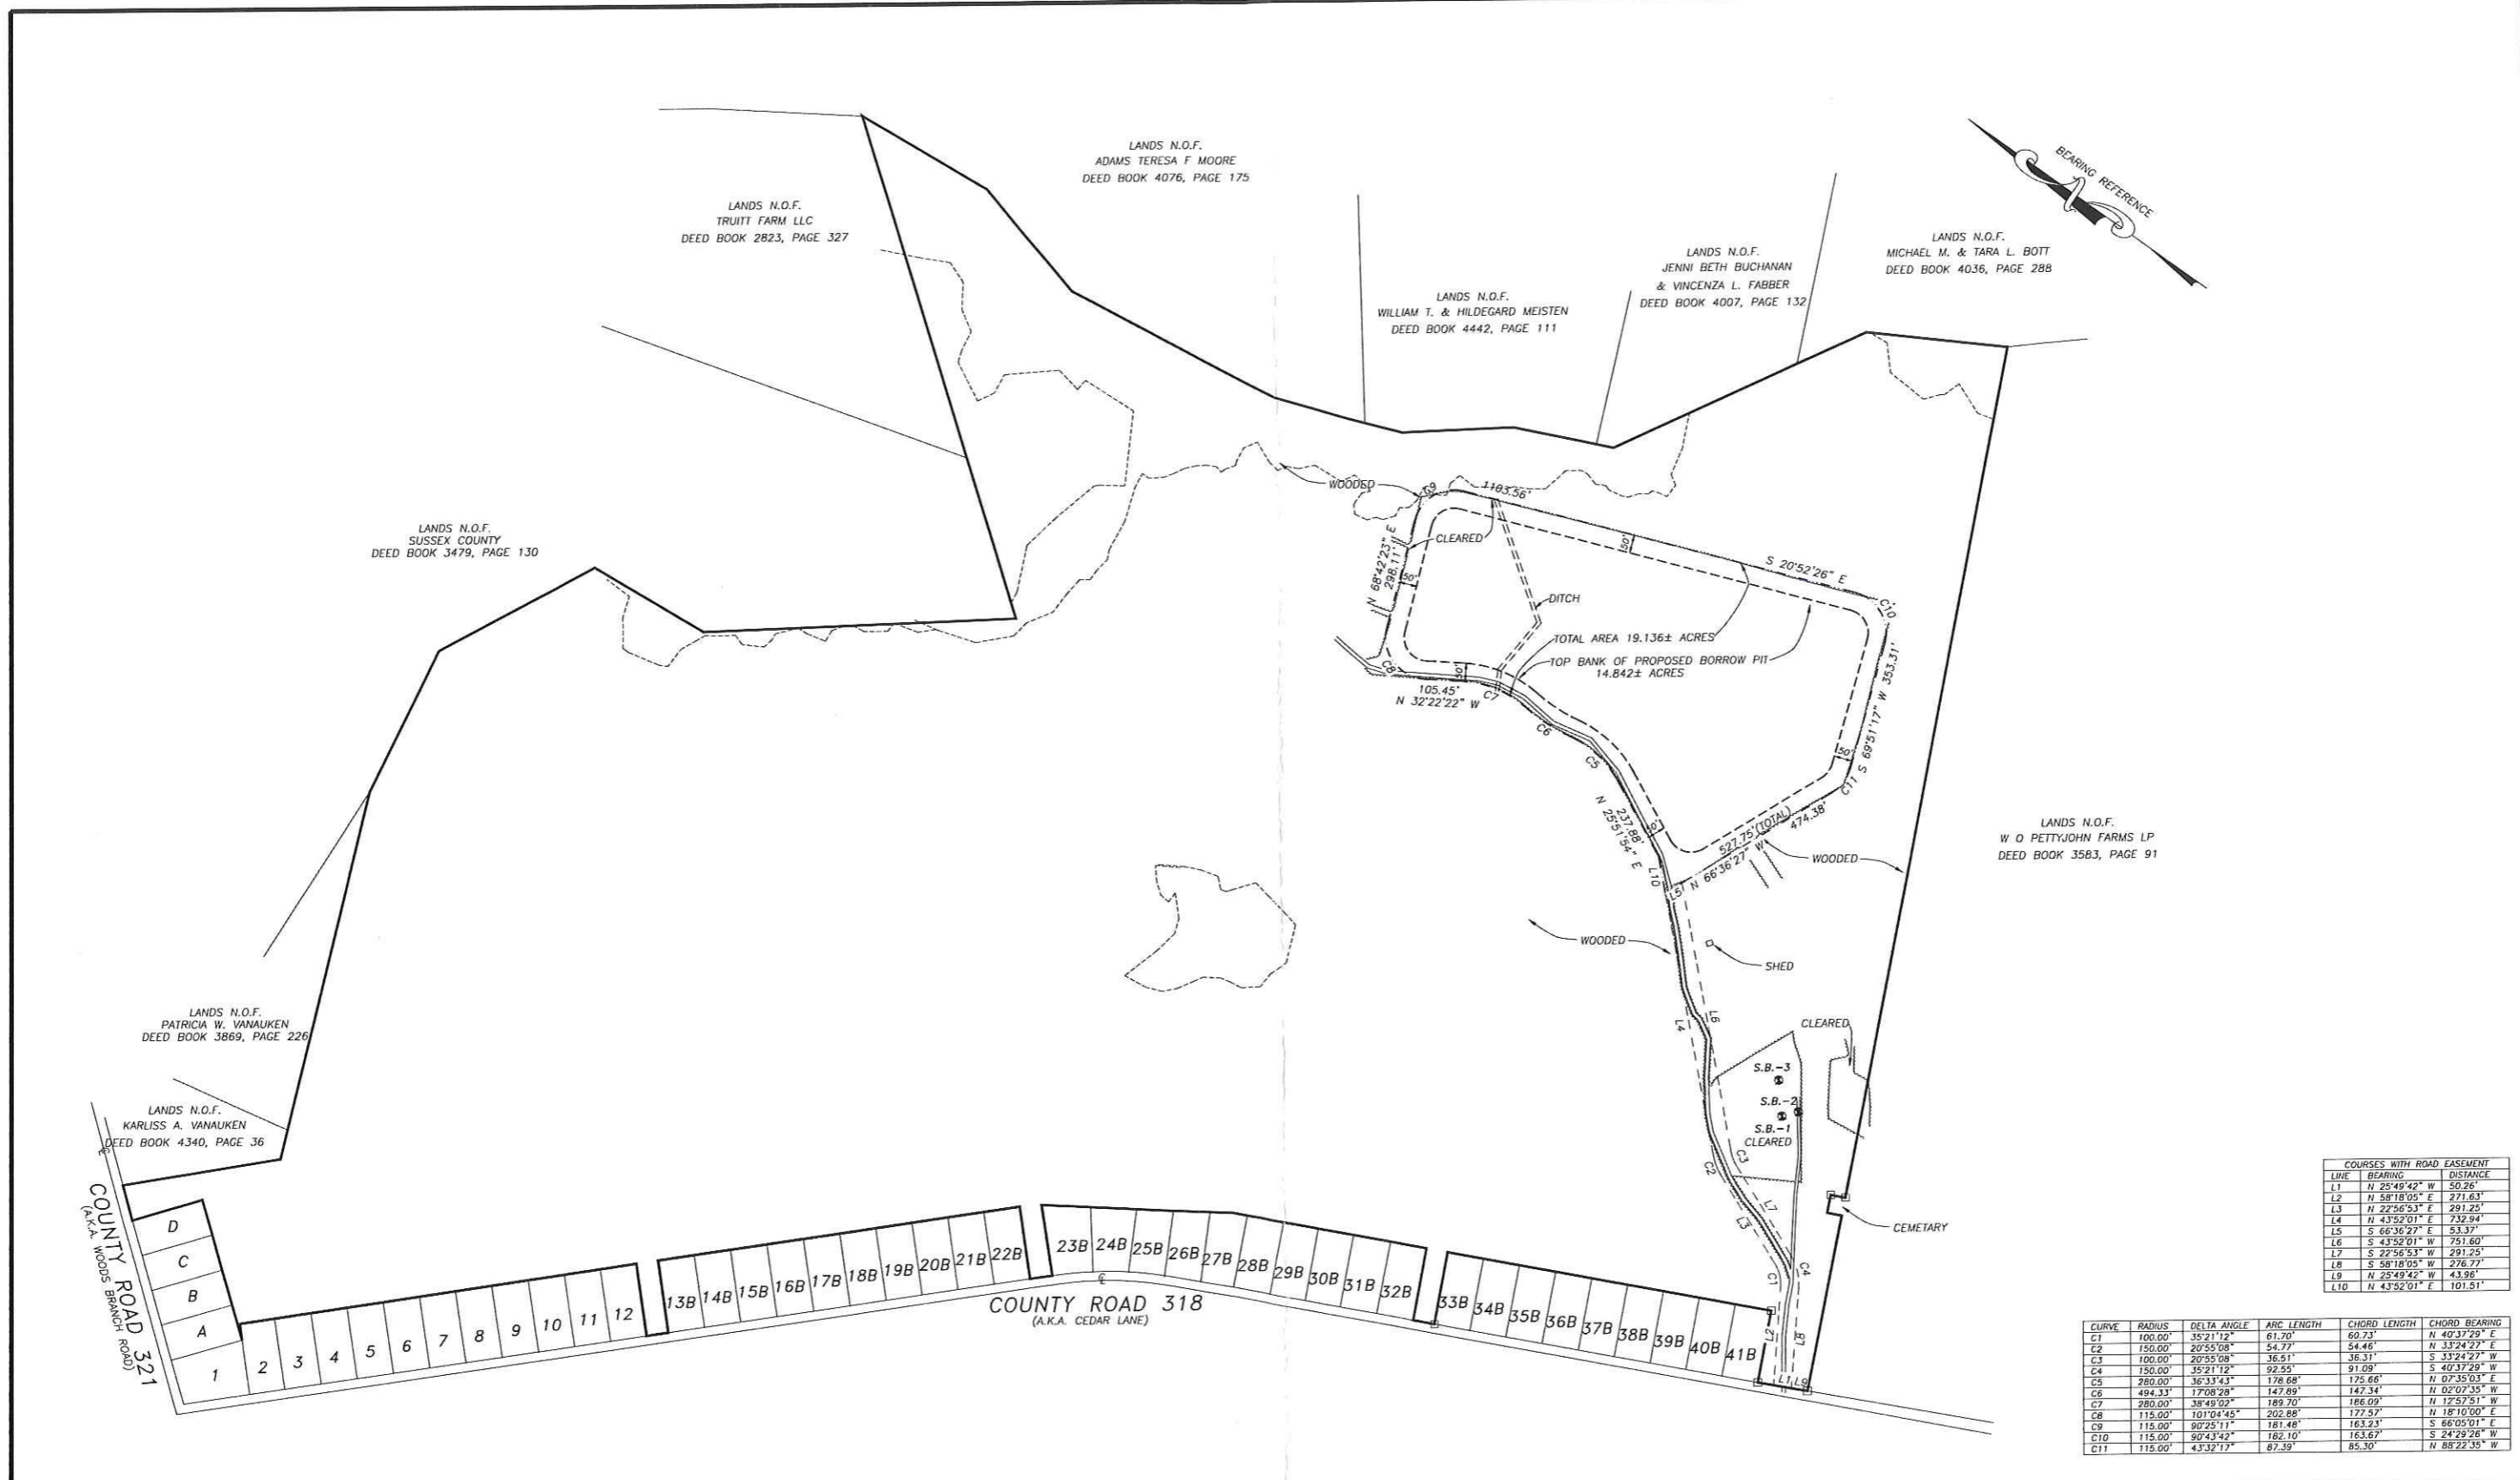 LANDS N.O.F.
ADAMS TERESA F MOORE
DEED BOOK 4076, PAGE 175
BEARING REFERENCE
LANDS N.O.F.
TRUITT FARM LLC
DEED BOOK 2823, PAGE 327
LANDS N.O.F.
MICHAEL M. & TARA L. BOTT
DEED BOOK 4036, PAGE 288
LANDS N.O.F.
JENNI BETH BUCHANAN
& VINCENZA L. FABBER
DEED BOOK 4007, PAGE 132
LANDS N.O.F.
WILLIAM T. & HILDEGARD MEISTEN
DEED BOOK 4442, PAGE 111
WOODED
C9
1103.56'
LANDS N.O.F.
SUSSEX COUNTY
DEED BOOK 3479, PAGE 130
N 68°42'23" E
298.11'
CLEARED
50'
50'
S 20°52'26" E
C10
DITCH
TOTAL AREA 19.136± ACRES
TOP BANK OF PROPOSED BORROW PIT
14.842± ACRES
C8
50'
105.45'
N 32°22'22" W
C7
C6
C5
S 69°51'17" W 353.31'
50'
C11
237.88'
N 25°51'54" E
50'
527.75'(TOTAL)
474.38'
N 66°36'27" W
L10
L5
WOODED
LANDS N.O.F.
W O PETTYJOHN FARMS LP
DEED BOOK 3583, PAGE 91
WOODED
SHED
L4
L6
CLEARED
S.B.-3
S.B.-2
S.B.-1
CLEARED
C2
C3
L3
L7
C1
C4
L2
L8
L1
L9
CEMETARY
LANDS N.O.F.
PATRICIA W. VANAUKEN
DEED BOOK 3869, PAGE 226
LANDS N.O.F.
KARLISS A. VANAUKEN
DEED BOOK 4340, PAGE 36
COUNTY ROAD 321
(A.K.A. WOODS BRANCH ROAD)
D
C
B
A
1
2
3
4
5
6
7
8
9
10
11
12
13B
14B
15B
16B
17B
18B
19B
20B
21B
22B
23B
24B
25B
26B
27B
28B
29B
30B
31B
32B
33B
34B
35B
36B
37B
38B
39B
40B
41B
COUNTY ROAD 318
(A.K.A. CEDAR LANE)
COURSES WITH ROAD EASEMENT
LINE BEARING DISTANCE
L1 N 25°49'42" W 50.26'
L2 N 58°18'05" E 271.63'
L3 N 22°56'53" E 291.25'
L4 N 43°52'01" E 732.94'
L5 S 66°36'27" E 53.37'
L6 S 43°52'01" W 751.60'
L7 S 22°56'53" W 291.25'
L8 S 58°18'05" W 276.77'
L9 N 25°49'42" W 43.96'
L10 N 43°52'01" E 101.51'
CURVE RADIUS DELTA ANGLE ARC LENGTH CHORD LENGTH CHORD BEARING
C1 100.00' 35°21'12" 61.70' 60.73' N 40°37'29" E
C2 150.00' 20°55'08" 54.77' 54.46' N 33°24'27" E
C3 100.00' 20°55'08" 36.51' 36.31' S 33°24'27" W
C4 150.00' 35°21'12" 92.55' 91.09' S 40°37'29" W
C5 280.00' 36°33'43" 178.68' 175.66' N 07°35'03" E
C6 494.33' 17°08'28" 147.89' 147.34' N 02°07'35" W
C7 280.00' 38°49'02" 189.70' 186.09' N 12°57'51" W
C8 115.00' 101°04'45" 202.88' 177.57' N 18°10'00" E
C9 115.00' 90°25'11" 181.48' 163.23' S 66°05'01" E
C10 115.00' 90°43'42" 182.10' 163.67' S 24°29'26" W
C11 115.00' 43°32'17" 87.39' 85.30' N 88°22'35" W